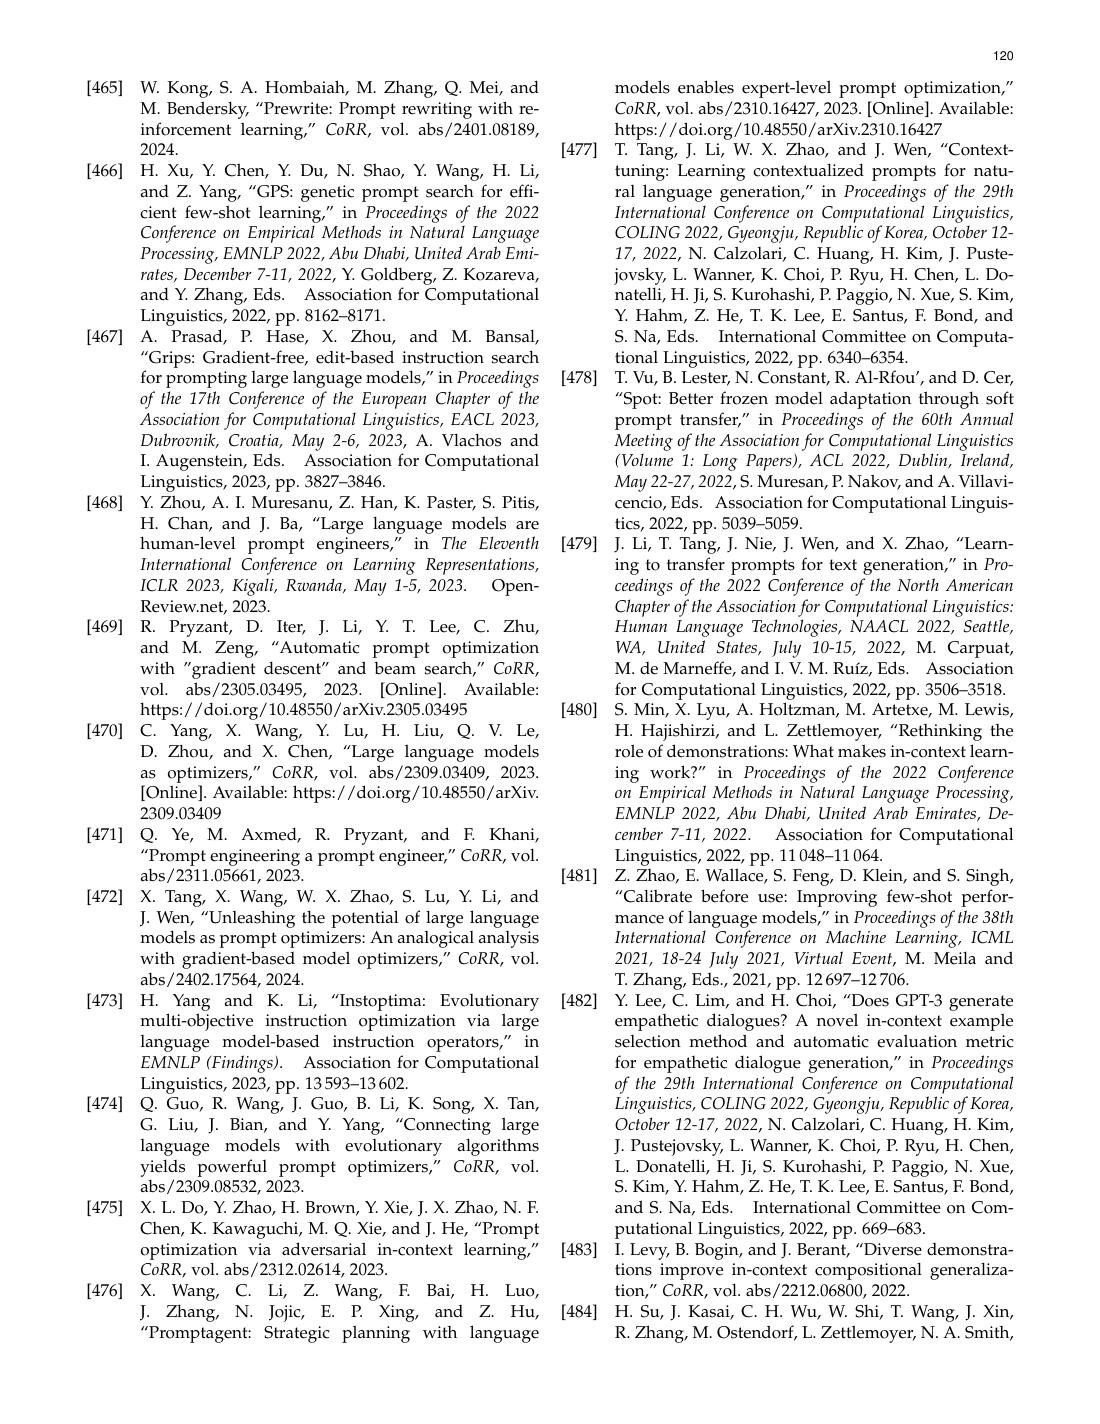 120
[465] W. Kong, S. A. Hombaiah, M. Zhang, Q. Mei, and
M. Bendersky, “Prewrite: Prompt rewriting with re-
inforcement learning,” CoRR, vol. abs/2401.08189,
2024.
[466] H. Xu, Y. Chen, Y. Du, N. Shao, Y. Wang, H. Li,
and Z. Yang, “GPS: genetic prompt search for effi-
cient few-shot learning,” in Proceedings of the 2022
Conference on Empirical Methods in Natural Language
Processing, EMNLP 2022, Abu Dhabi, United Arab Emi-
rates, December 7-11, 2022, Y. Goldberg, Z. Kozareva,
and Y. Zhang, Eds. Association for Computational
Linguistics, 2022, pp. 8162–8171.
[467] A. Prasad, P. Hase, X. Zhou, and M. Bansal,
“Grips: Gradient-free, edit-based instruction search
for prompting large language models,” in Proceedings
of the 17th Conference of the European Chapter of the
Association for Computational Linguistics, EACL 2023,
Dubrovnik, Croatia, May 2-6, 2023, A. Vlachos and
I. Augenstein, Eds. Association for Computational
Linguistics, 2023, pp. 3827–3846.
[468] Y. Zhou, A. I. Muresanu, Z. Han, K. Paster, S. Pitis,
H. Chan, and J. Ba, “Large language models are
human-level prompt engineers,” in The Eleventh
International Conference on Learning Representations,
ICLR 2023, Kigali, Rwanda, May 1-5, 2023. Open-
Review.net, 2023.
[469] R. Pryzant, D. Iter, J. Li, Y. T. Lee, C. Zhu,
and M. Zeng, “Automatic prompt optimization
with ”gradient descent” and beam search,” CoRR,
vol. abs/2305.03495, 2023. [Online]. Available:
https://doi.org/10.48550/arXiv.2305.03495
[470] C. Yang, X. Wang, Y. Lu, H. Liu, Q. V. Le,
D. Zhou, and X. Chen, “Large language models
as optimizers,” CoRR, vol. abs/2309.03409, 2023.
[Online]. Available: https://doi.org/10.48550/arXiv.
2309.03409
[471] Q. Ye, M. Axmed, R. Pryzant, and F. Khani,
“Prompt engineering a prompt engineer,” CoRR, vol.
abs/2311.05661, 2023.
[472] X. Tang, X. Wang, W. X. Zhao, S. Lu, Y. Li, and
J. Wen, “Unleashing the potential of large language
models as prompt optimizers: An analogical analysis
with gradient-based model optimizers,” CoRR, vol.
abs/2402.17564, 2024.
[473] H. Yang and K. Li, “Instoptima: Evolutionary
multi-objective instruction optimization via large
language model-based instruction operators,” in
EMNLP (Findings). Association for Computational
Linguistics, 2023, pp. 13 593–13 602.
[474] Q. Guo, R. Wang, J. Guo, B. Li, K. Song, X. Tan,
G. Liu, J. Bian, and Y. Yang, “Connecting large
language models with evolutionary algorithms
yields powerful prompt optimizers,” CoRR, vol.
abs/2309.08532, 2023.
[475] X. L. Do, Y. Zhao, H. Brown, Y. Xie, J. X. Zhao, N. F.
Chen, K. Kawaguchi, M. Q. Xie, and J. He, “Prompt
optimization via adversarial in-context learning,”
CoRR, vol. abs/2312.02614, 2023.
[476] X. Wang, C. Li, Z. Wang, F. Bai, H. Luo,
J. Zhang, N. Jojic, E. P. Xing, and Z. Hu,
“Promptagent: Strategic planning with language
models enables expert-level prompt optimization,”
CoRR, vol. abs/2310.16427, 2023. [Online]. Available:
https://doi.org/10.48550/arXiv.2310.16427
[477] T. Tang, J. Li, W. X. Zhao, and J. Wen, “Context-
tuning: Learning contextualized prompts for natu-
ral language generation,” in Proceedings of the 29th
International Conference on Computational Linguistics,
COLING 2022, Gyeongju, Republic of Korea, October 12-
17, 2022, N. Calzolari, C. Huang, H. Kim, J. Puste-
jovsky, L. Wanner, K. Choi, P. Ryu, H. Chen, L. Do-
natelli, H. Ji, S. Kurohashi, P. Paggio, N. Xue, S. Kim,
Y. Hahm, Z. He, T. K. Lee, E. Santus, F. Bond, and
S. Na, Eds. International Committee on Computa-
tional Linguistics, 2022, pp. 6340–6354.
[478] T. Vu, B. Lester, N. Constant, R. Al-Rfou’, and D. Cer,
“Spot: Better frozen model adaptation through soft
prompt transfer,” in Proceedings of the 60th Annual
Meeting of the Association for Computational Linguistics
(Volume 1: Long Papers), ACL 2022, Dublin, Ireland,
May 22-27, 2022, S. Muresan, P. Nakov, and A. Villavi-
cencio, Eds. Association for Computational Linguis-
tics, 2022, pp. 5039–5059.
[479] J. Li, T. Tang, J. Nie, J. Wen, and X. Zhao, “Learn-
ing to transfer prompts for text generation,” in Pro-
ceedings of the 2022 Conference of the North American
Chapter of the Association for Computational Linguistics:
Human Language Technologies, NAACL 2022, Seattle,
WA, United States, July 10-15, 2022, M. Carpuat,
M. de Marneffe, and I. V. M. Ruíz, Eds. Association
for Computational Linguistics, 2022, pp. 3506–3518.
[480] S. Min, X. Lyu, A. Holtzman, M. Artetxe, M. Lewis,
H. Hajishirzi, and L. Zettlemoyer, “Rethinking the
role of demonstrations: What makes in-context learn-
ing work?” in Proceedings of the 2022 Conference
on Empirical Methods in Natural Language Processing,
EMNLP 2022, Abu Dhabi, United Arab Emirates, De-
cember 7-11, 2022. Association for Computational
Linguistics, 2022, pp. 11 048–11 064.
[481] Z. Zhao, E. Wallace, S. Feng, D. Klein, and S. Singh,
“Calibrate before use: Improving few-shot perfor-
mance of language models,” in Proceedings of the 38th
International Conference on Machine Learning, ICML
2021, 18-24 July 2021, Virtual Event, M. Meila and
T. Zhang, Eds., 2021, pp. 12 697–12 706.
[482] Y. Lee, C. Lim, and H. Choi, “Does GPT-3 generate
empathetic dialogues? A novel in-context example
selection method and automatic evaluation metric
for empathetic dialogue generation,” in Proceedings
of the 29th International Conference on Computational
Linguistics, COLING 2022, Gyeongju, Republic of Korea,
October 12-17, 2022, N. Calzolari, C. Huang, H. Kim,
J. Pustejovsky, L. Wanner, K. Choi, P. Ryu, H. Chen,
L. Donatelli, H. Ji, S. Kurohashi, P. Paggio, N. Xue,
S. Kim, Y. Hahm, Z. He, T. K. Lee, E. Santus, F. Bond,
and S. Na, Eds. International Committee on Com-
putational Linguistics, 2022, pp. 669–683.
[483] I. Levy, B. Bogin, and J. Berant, “Diverse demonstra-
tions improve in-context compositional generaliza-
tion,” CoRR, vol. abs/2212.06800, 2022.
[484] H. Su, J. Kasai, C. H. Wu, W. Shi, T. Wang, J. Xin,
R. Zhang, M. Ostendorf, L. Zettlemoyer, N. A. Smith,